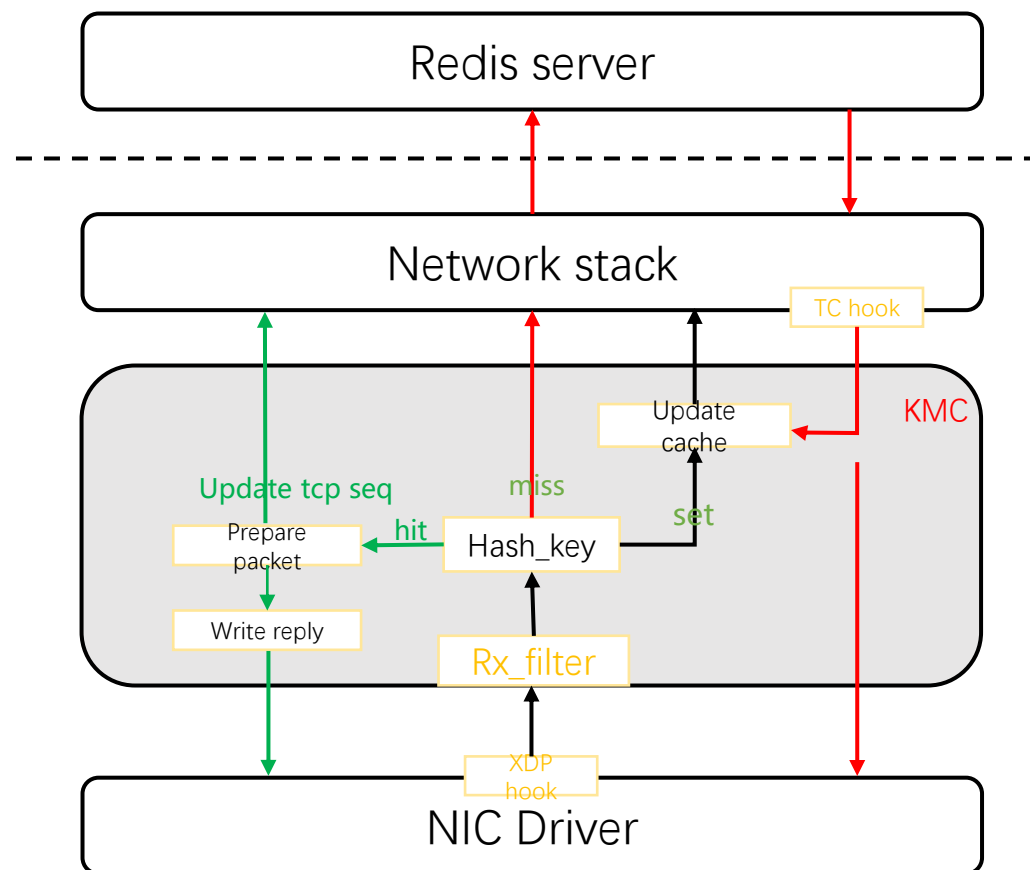 Redis server
Network stack
TC hook
KMC
Update
cache
Update tcp seq
miss
set
hit
Prepare
packet
Hash_key
Write reply
Rx_filter
XDP
hook
NIC Driver